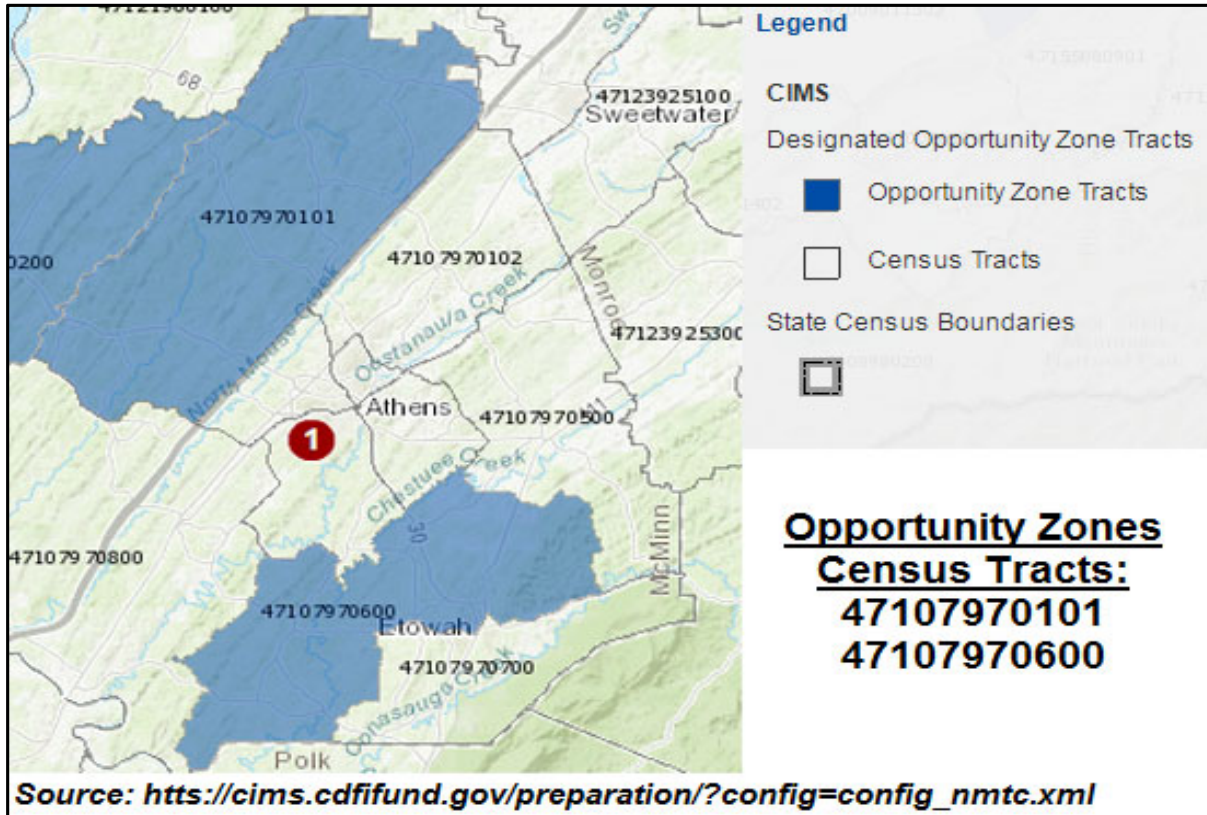 68
Sw
47123925100
Sweetwater
47107970101
0200
47107970102
Monroe
Oostanaula Creek
North Mouse Creek
47123925300
Athens
47107970500
1
Chestuee Creek
30
47107970800
McMinn
47107970600
Etowah
47107970700
Conasauga Creek
Polk
Legend
CIMS
Designated Opportunity Zone Tracts
Opportunity Zone Tracts
Census Tracts
State Census Boundaries
Opportunity Zones
Census Tracts:
47107970101
47107970600
Source: htts://cims.cdfifund.gov/preparation/?config=config_nmtc.xml